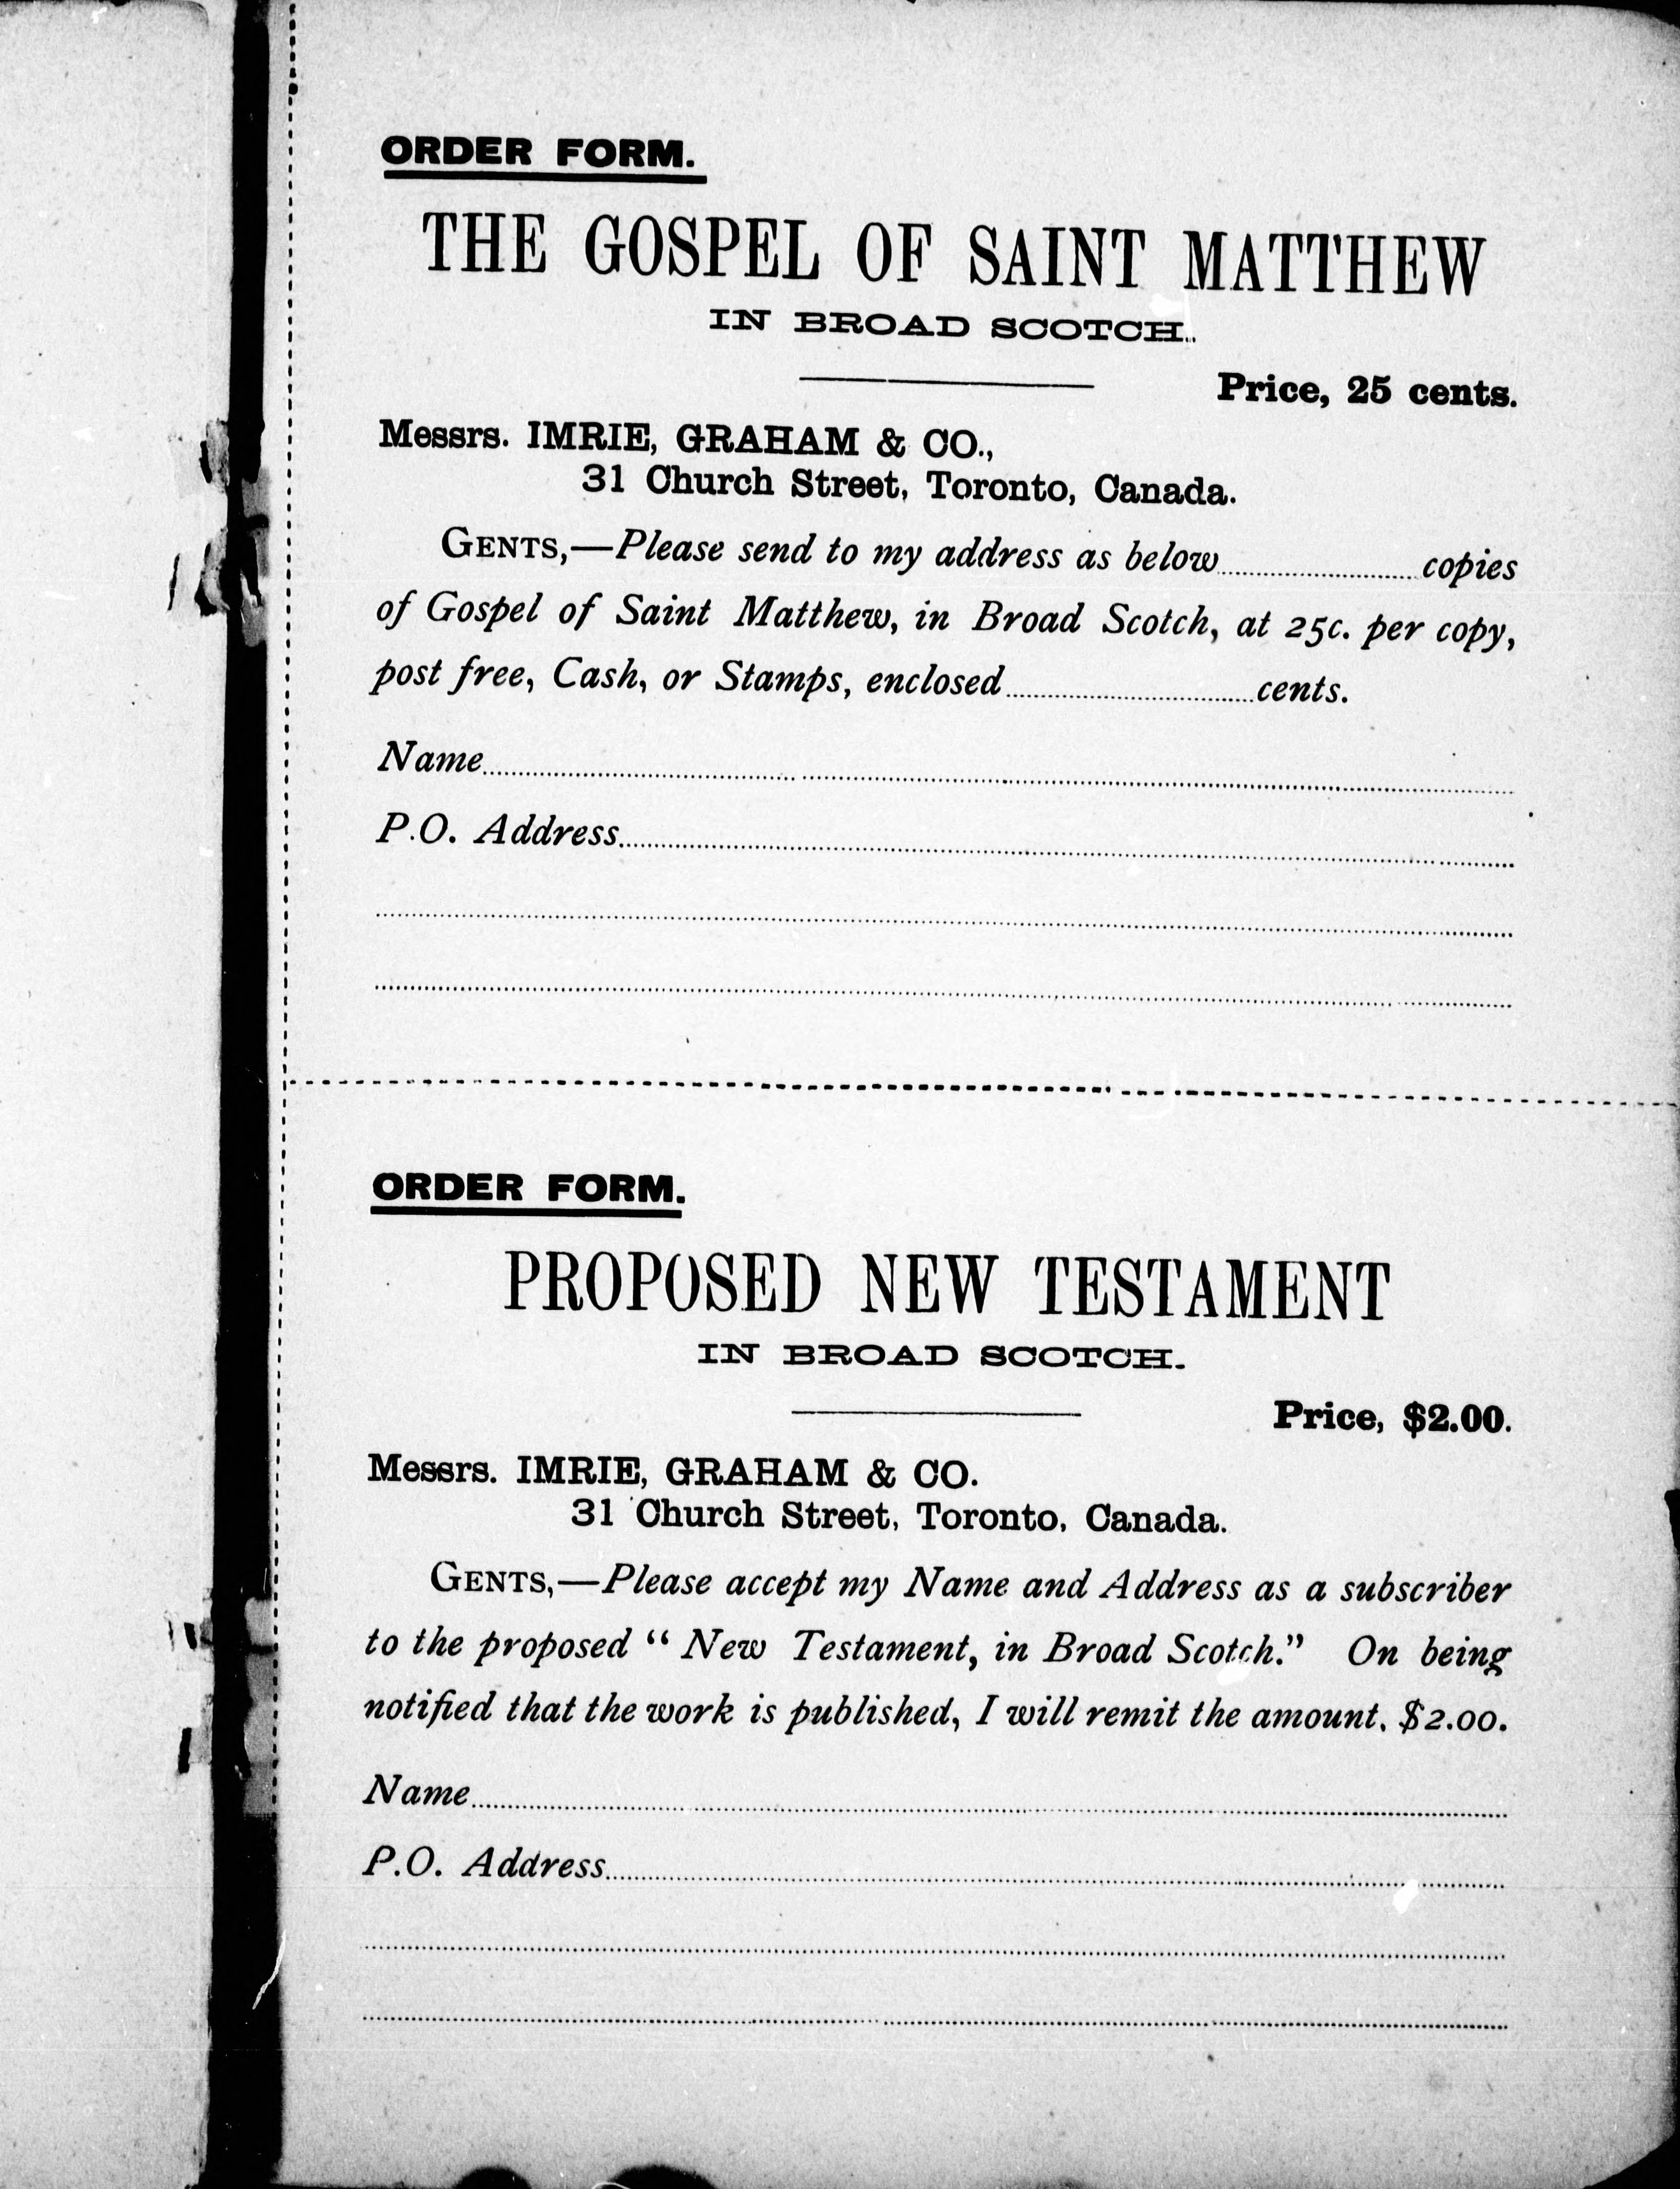 ORDER FORM.
THE GOSPEL OF SAINT MATTHEW
IN BROAD SCOTCH.
Price, 25 cents.
Messrs. IMRIE, GRAHAM & CO.,
31 Church Street, Toronto, Canada.
GENTS,—Please send to my address as below..............................copies
of Gospel of Saint Matthew, in Broad Scotch, at 25c. per copy,
post free, Cash, or Stamps, enclosed..............................cents.
Name
P.O. Address
ORDER FORM.
PROPOSED NEW TESTAMENT
IN BROAD SCOTCH.
Price, $2.00.
Messrs. IMRIE, GRAHAM & CO.
31 Church Street, Toronto, Canada.
GENTS,—Please accept my Name and Address as a subscriber
to the proposed “ New Testament, in Broad Scotch.” On being
notified that the work is published, I will remit the amount. $2.00.
Name
P.O. Address